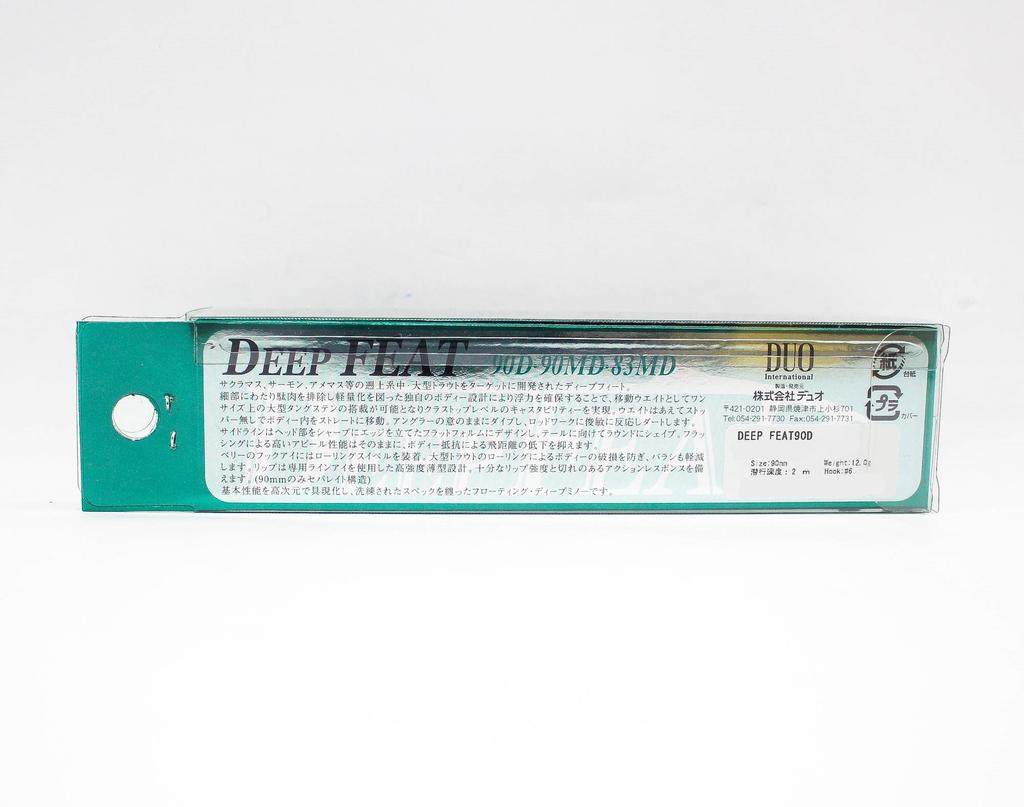 DEEP FEAT 90D-90MD-83MD
サクラマス、サーモン、アメマス等の遡上系中・大型トラウトをターゲットに開発されたディープフィート。
細部にわたり駄肉を排除し軽量化を図った独自のボディー設計により浮力を確保することで、移動ウエイトとしてワン
サイズ上の大型タングステンの搭載が可能となりクラストップレベルのキャスタビリティーを実現。ウエイトはあえてストッ
パー無しでボディー内をストレートに移動。アングラーの意のままにダイブし、ロッドワークに俊敏に反応しダートします。
サイドラインはヘッド部をシャープにエッジを立てたフラットフォルムにデザインし、テールに向けてラウンドにシェイプ。フラッ
シングによる高いアピール性能はそのままに、ボディー抵抗による飛距離の低下を抑えます。
ベリーのフックアイにはローリングスイベルを装着。大型トラウトのローリングによるボディーの破損を防ぎ、バラシも軽減
します。リップは専用ラインアイを使用した高強度薄型設計。十分なリップ強度と切れのあるアクションレスポンスを備
えます。(90mmのみセパレイト構造)
基本性能を高次元で具現化し、洗練されたスペックを纏ったフローティング・ディープミノーです。
DUO
International
製造・発売元
株式会社デュオ
〒421-0201 静岡県焼津市上小杉701
Tel:054-291-7730 Fax:054-291-7731
DEEP FEAT90D
Size:90mm Weight:12.0g
潜行深度：2 m Hook:#6
紙
台紙
プラ
カバー